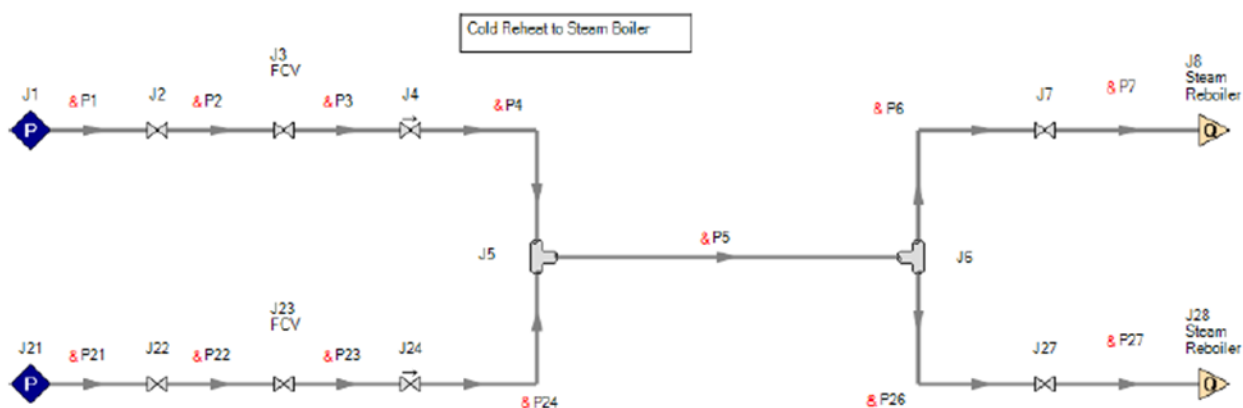 Cold Reheat to Steam Boiler
J3
FCV
J8
Steam
Reboiler
J1
&P1
J2
&P2
&P3
J4
&P4
&P6
J7
&P7
P
Q
J5
&P5
J6
J23
FCV
J28
Steam
Reboiler
J21
&P21
J22
&P22
&P23
J24
&P24
&P26
J27
&P27
P
Q